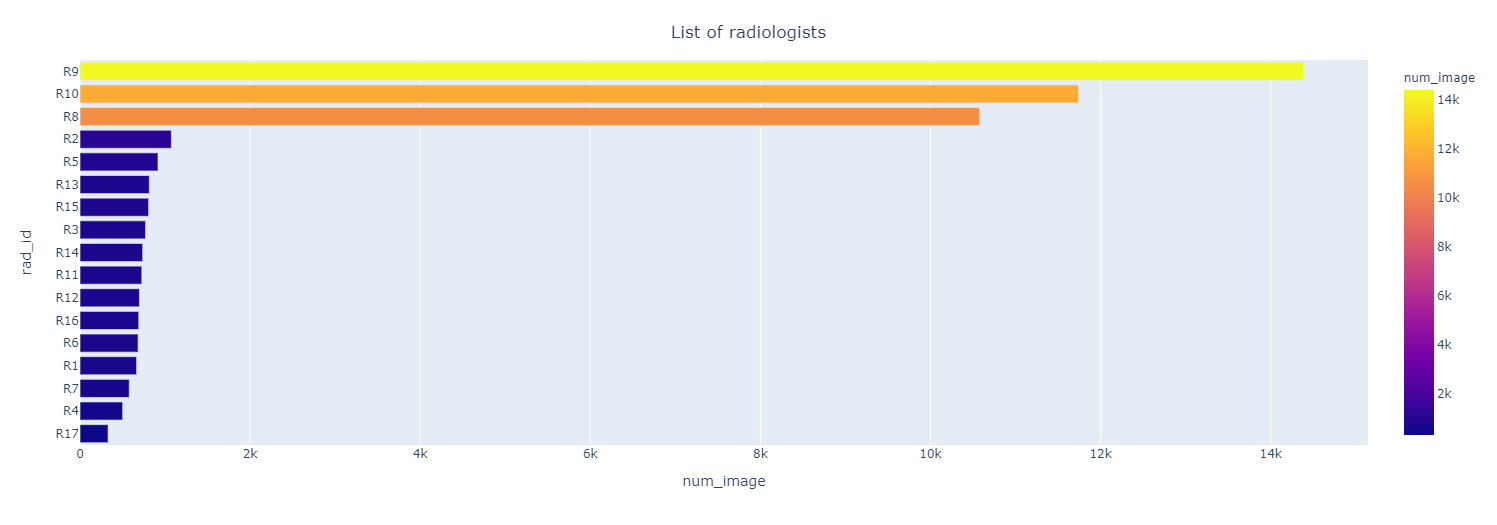 List of radiologists
rad_id
R9
R10
R8
R2
R5
R13
R15
R3
R14
R11
R12
R16
R6
R1
R7
R4
R17
0 2k 4k 6k 8k 10k 12k 14k
num_image
num_image
14k
12k
10k
8k
6k
4k
2k